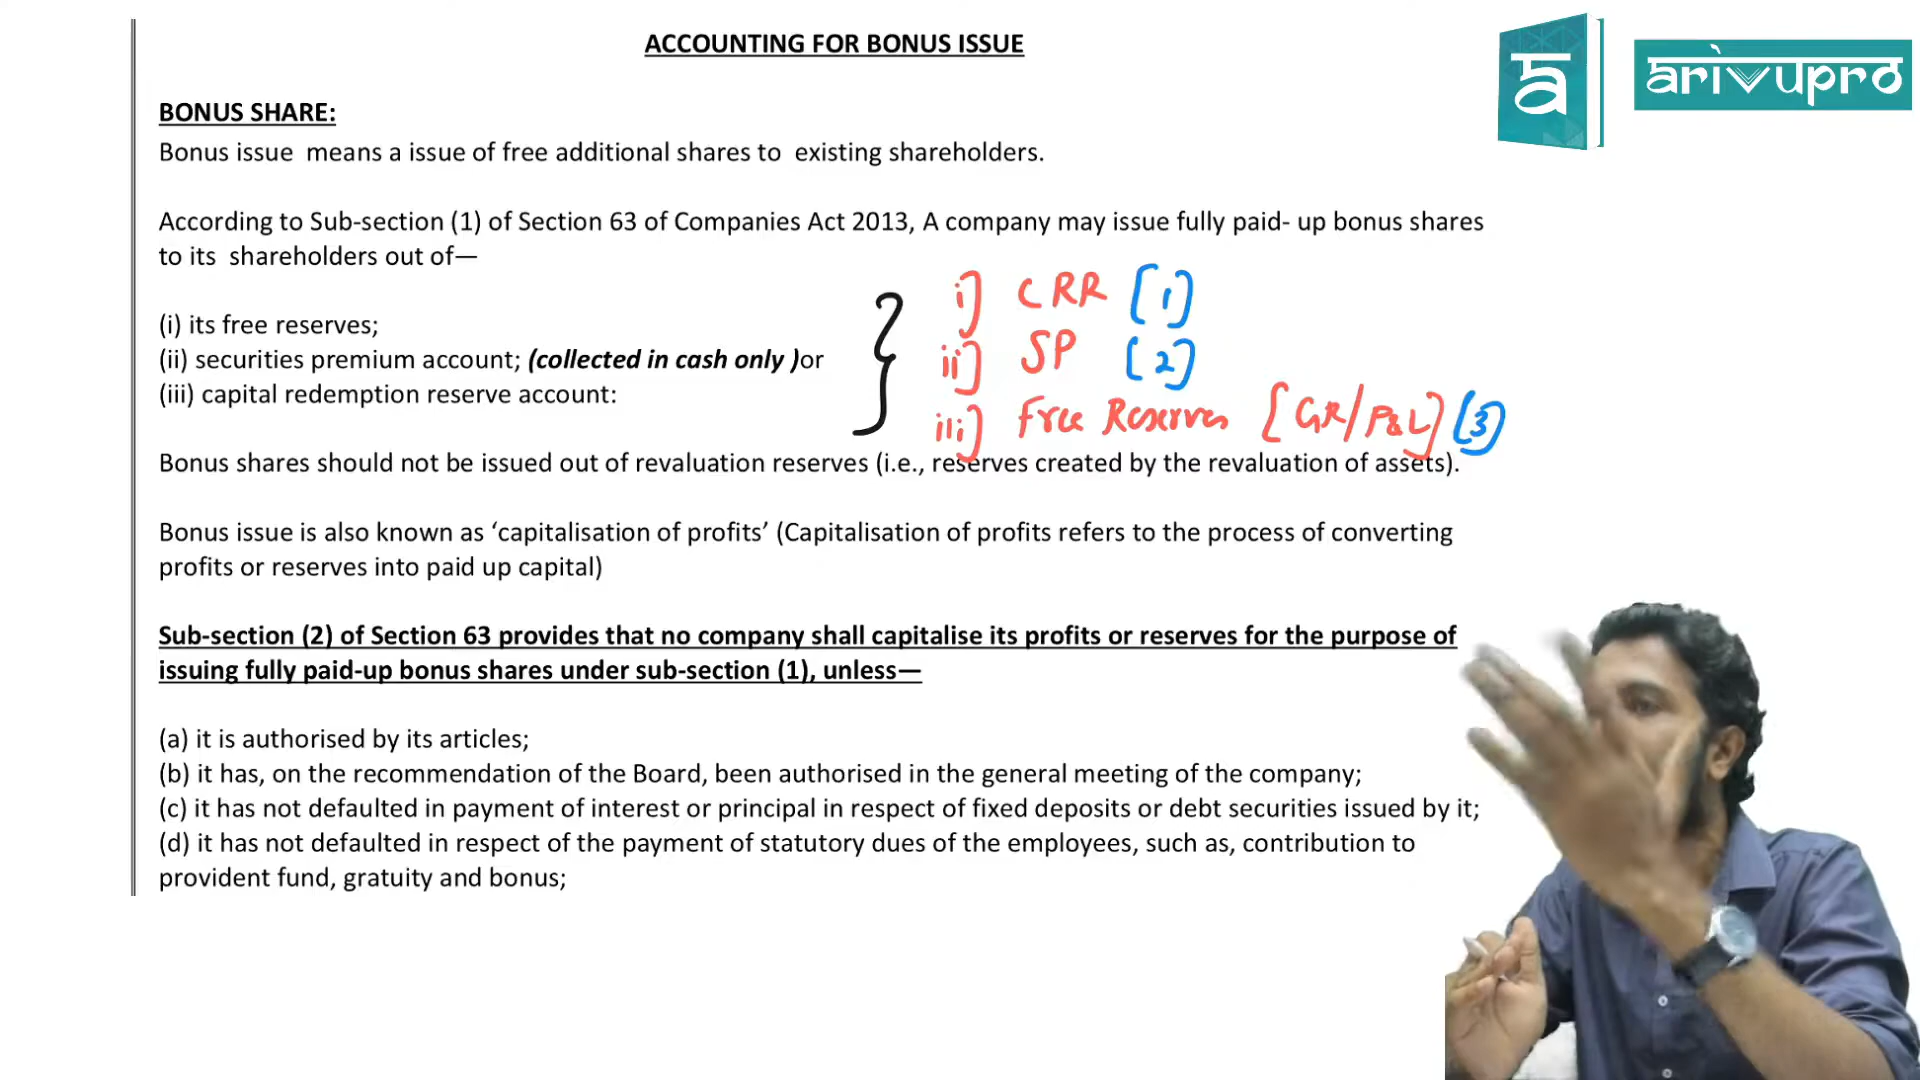 ACCOUNTING FOR BONUS ISSUE
a arivupro
BONUS SHARE:
Bonus issue means a issue of free additional shares to existing shareholders.
According to Sub-section (1) of Section 63 of Companies Act 2013, A company may issue fully paid- up bonus shares
to its shareholders out of—
(i) its free reserves;
(ii) securities premium account; (collected in cash only )or
(iii) capital redemption reserve account:
i] CRR [1]
ii] SP [2]
iii] Free Reserves [GR/P&L] [3]
Bonus shares should not be issued out of revaluation reserves (i.e., reserves created by the revaluation of assets).
Bonus issue is also known as ‘capitalisation of profits’ (Capitalisation of profits refers to the process of converting
profits or reserves into paid up capital)
Sub-section (2) of Section 63 provides that no company shall capitalise its profits or reserves for the purpose of
issuing fully paid-up bonus shares under sub-section (1), unless—
(a) it is authorised by its articles;
(b) it has, on the recommendation of the Board, been authorised in the general meeting of the company;
(c) it has not defaulted in payment of interest or principal in respect of fixed deposits or debt securities issued by it;
(d) it has not defaulted in respect of the payment of statutory dues of the employees, such as, contribution to
provident fund, gratuity and bonus;